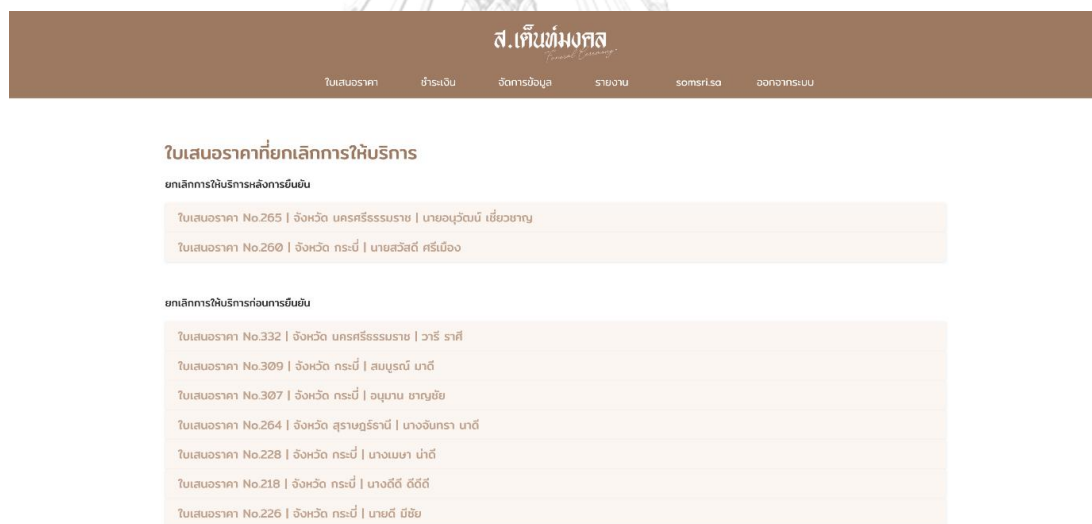 ส.เต็นท์มงคล
ใบเสนอราคา ชำระเงิน จัดการข้อมูล รายงาน somsri.sa ออกจากระบบ
ใบเสนอราคาที่ยกเลิกการให้บริการ
ยกเลิกการให้บริการหลังการยืนยัน
ใบเสนอราคา No.265 | จังหวัด นครศรีธรรมราช | นายอนุวัฒน์ เชี่ยวชาญ
ใบเสนอราคา No.260 | จังหวัด กระบี่ | นายสวัสดี ศรีเมือง
ยกเลิกการให้บริการก่อนการยืนยัน
ใบเสนอราคา No.332 | จังหวัด นครศรีธรรมราช | วารี ราศี
ใบเสนอราคา No.309 | จังหวัด กระบี่ | สมบูรณ์ มาดี
ใบเสนอราคา No.307 | จังหวัด กระบี่ | อนุมาน ชาญชัย
ใบเสนอราคา No.264 | จังหวัด สุราษฎร์ธานี | นางจันทรา มาดี
ใบเสนอราคา No.228 | จังหวัด กระบี่ | นางเมษา น่าดี
ใบเสนอราคา No.218 | จังหวัด กระบี่ | นางดีดี ดีดีดี
ใบเสนอราคา No.226 | จังหวัด กระบี่ | นายดี มีชัย